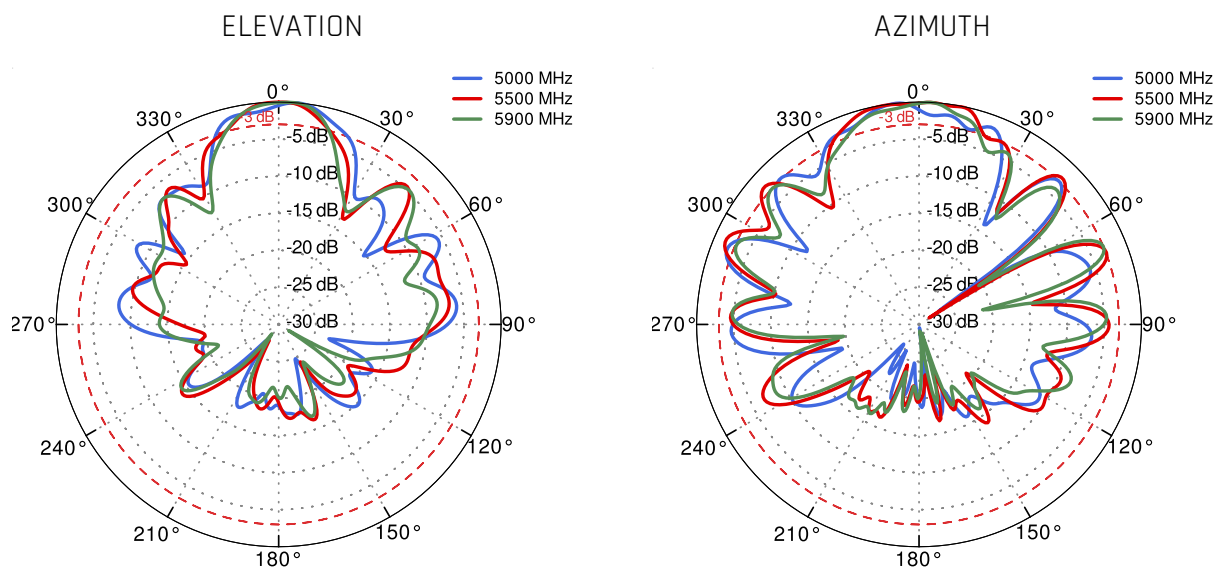 ELEVATION
5000 MHz
5500 MHz
5900 MHz
0°
30°
60°
90°
120°
150°
180°
210°
240°
270°
300°
330°
3 dB
-5 dB
-10 dB
-15 dB
-20 dB
-25 dB
-30 dB
AZIMUTH
5000 MHz
5500 MHz
5900 MHz
0°
30°
60°
90°
120°
150°
180°
210°
240°
270°
300°
330°
-3 dB
-5 dB
-10 dB
-15 dB
-20 dB
-25 dB
-30 dB